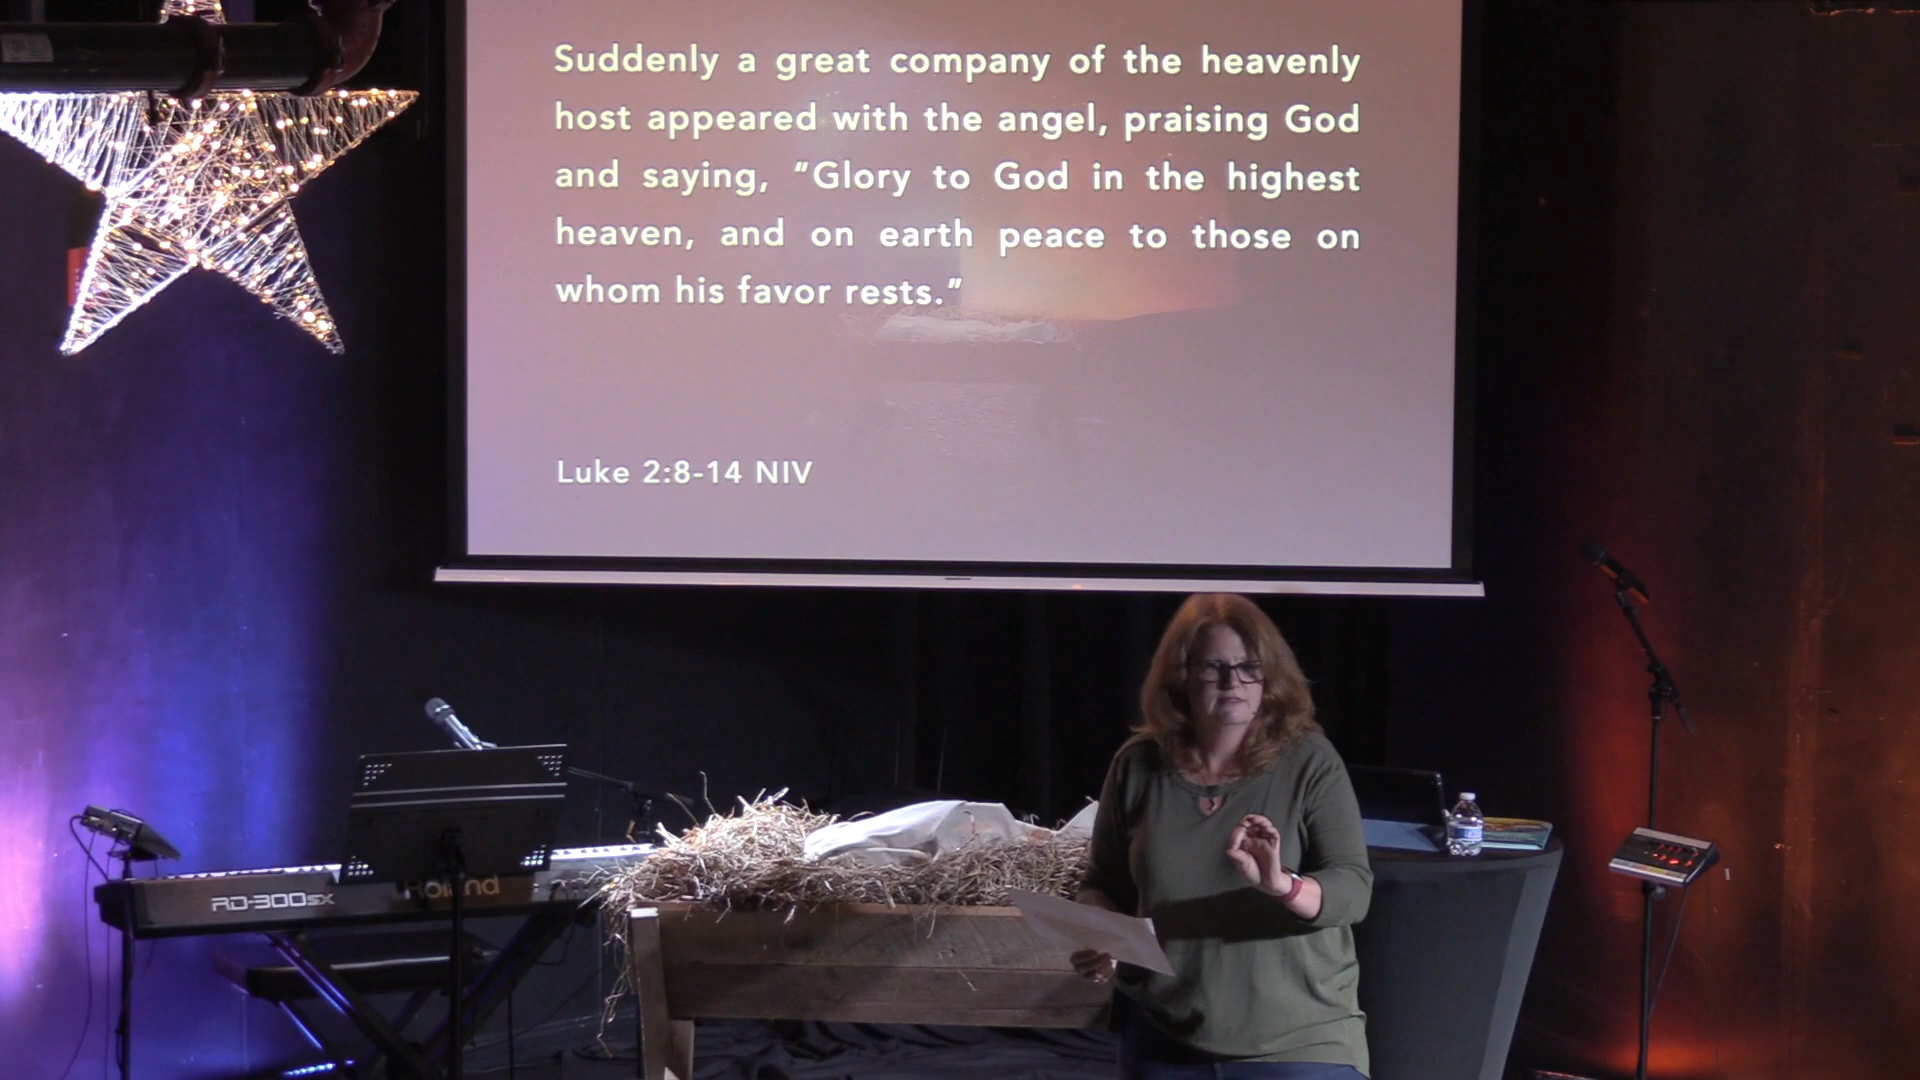 Suddenly a great company of the heavenly
host appeared with the angel, praising God
and saying, “Glory to God in the highest
heaven, and on earth peace to those on
whom his favor rests.”
Luke 2:8-14 NIV
RD-300SX
Roland